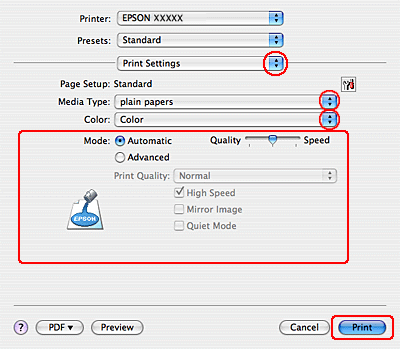 Printer: EPSON XXXXX
Presets: Standard
Print Settings
Page Setup: Standard
Media Type: plain papers
Color: Color
Mode: Automatic Quality Speed
Advanced
Print Quality: Normal
High Speed
EPSON Mirror Image
Quiet Mode
? PDF ▾ Preview Cancel Print